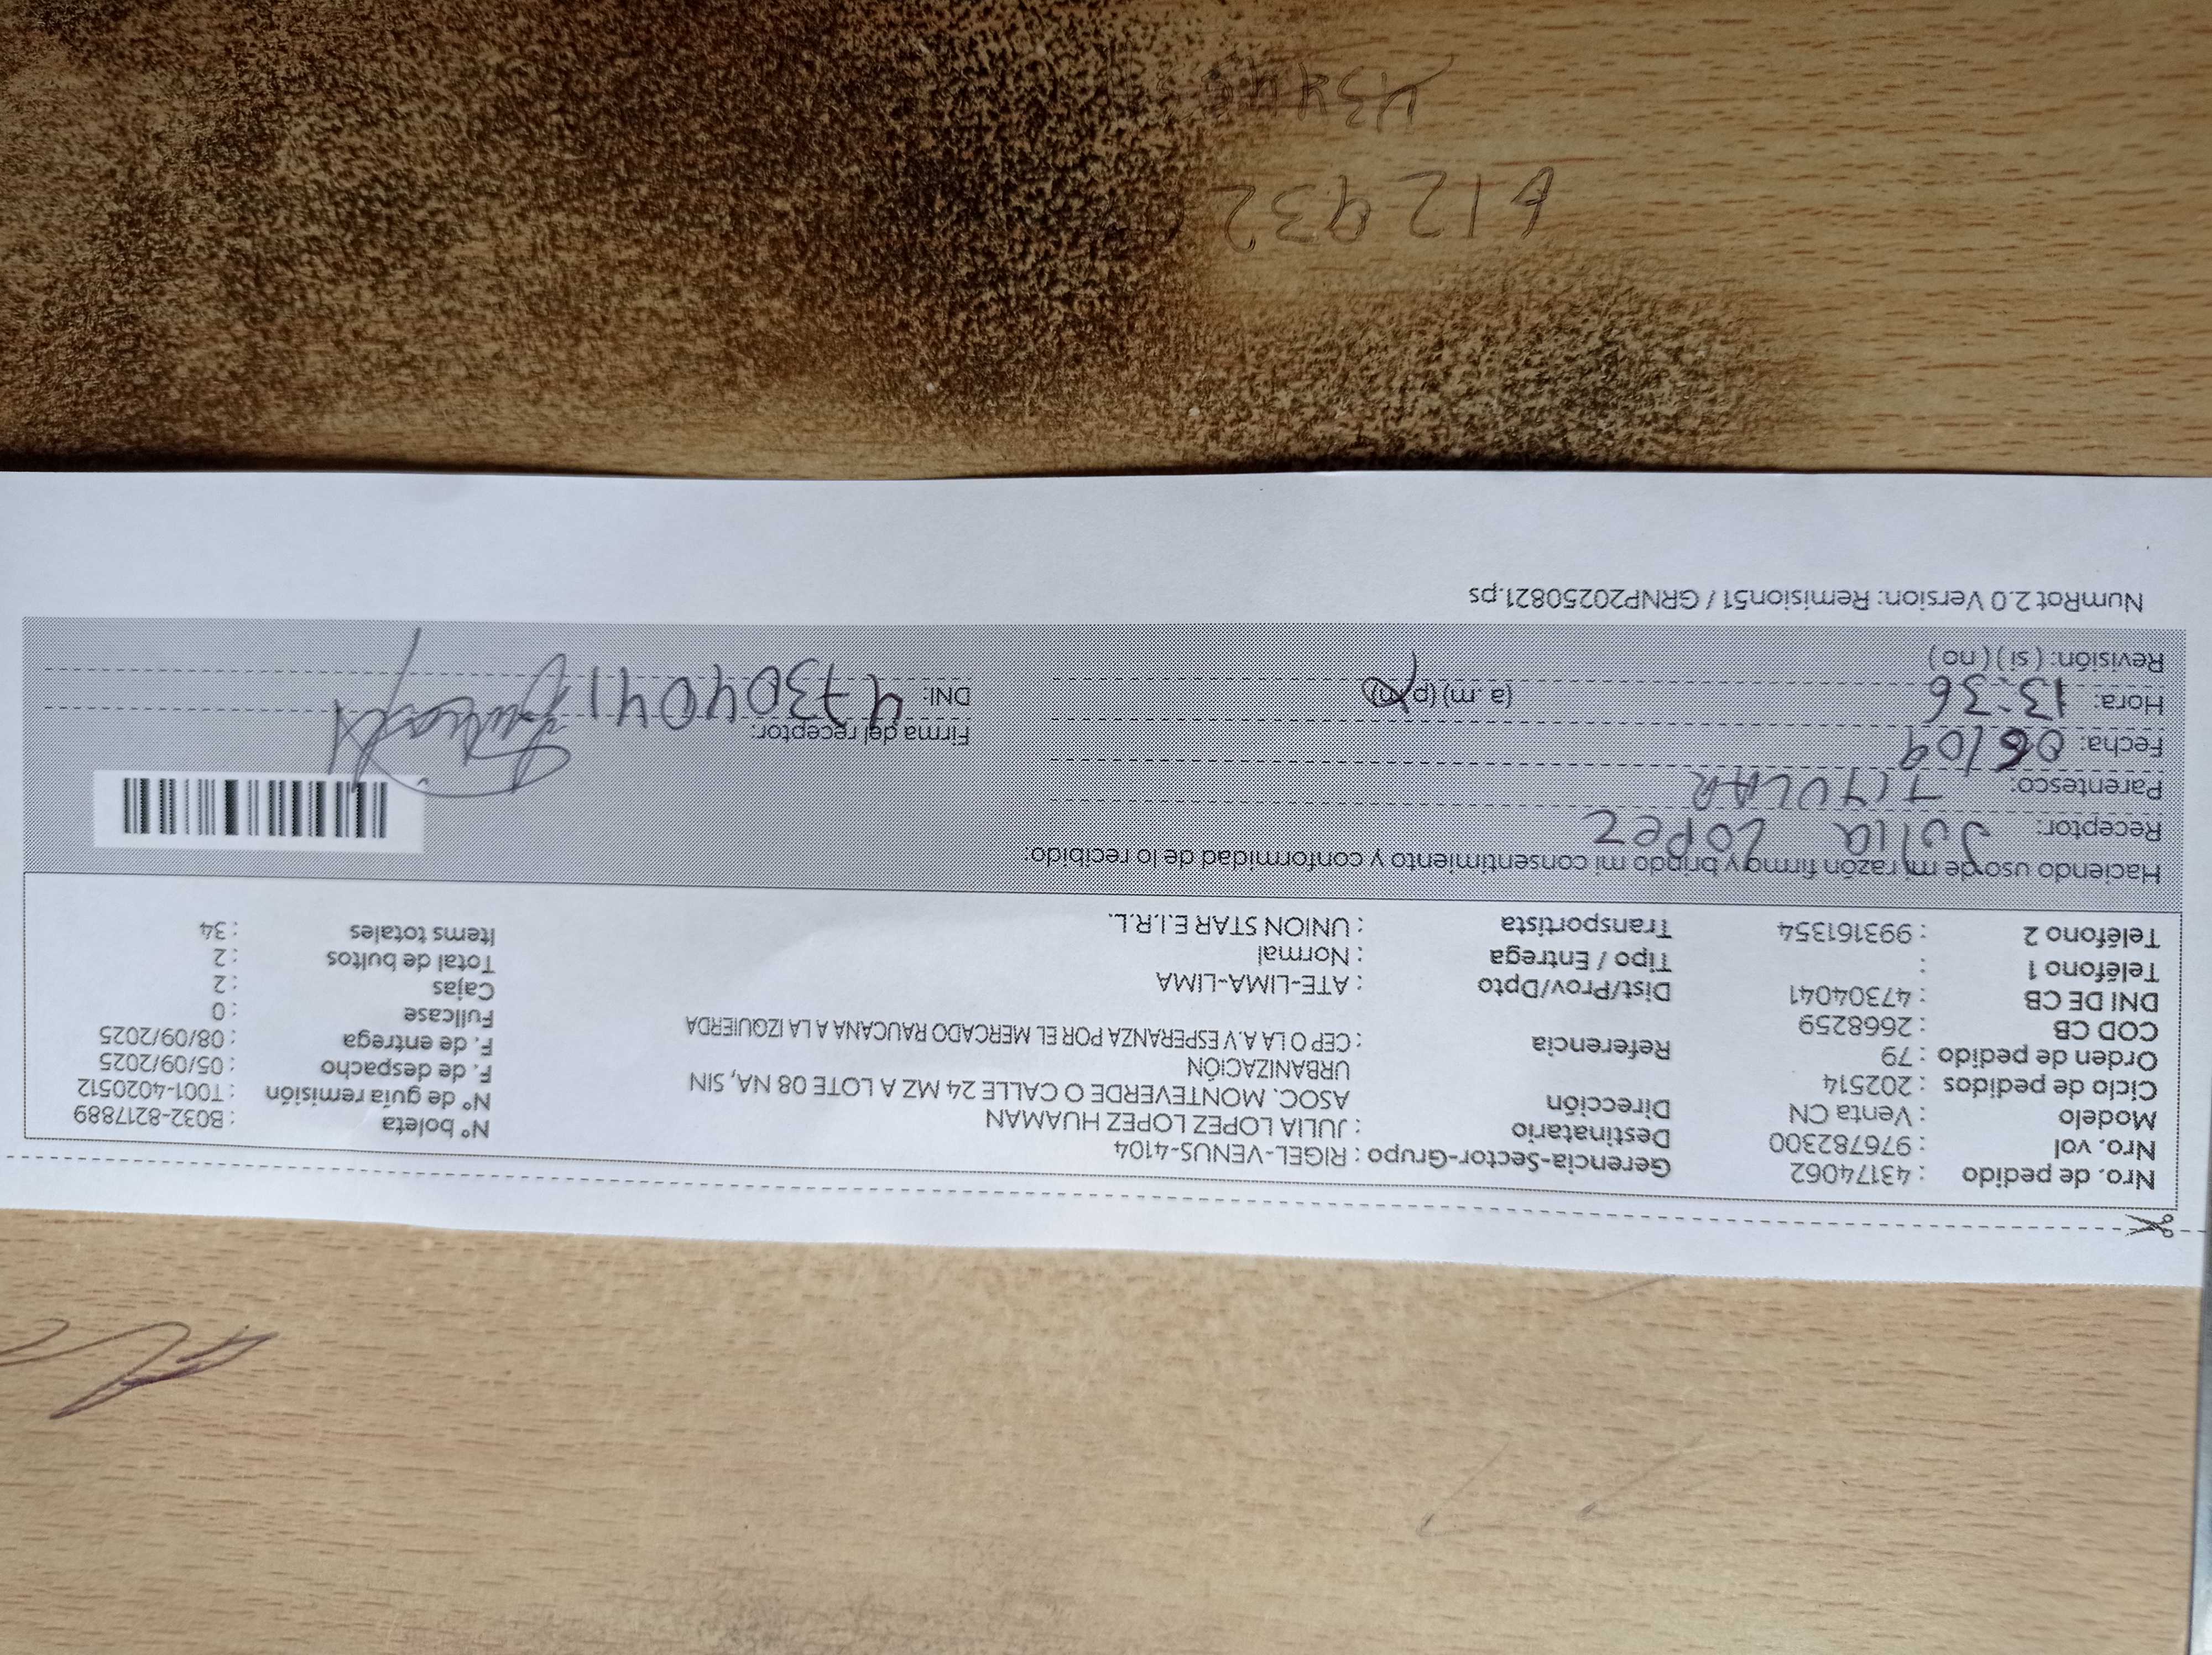 Nro. de pedido : 43174062
Nro. vol : 976782300
Modelo : Venta CN
Ciclo de pedidos : 202514
Orden de pedido : 79
COD CB : 2668259
DNI DE CB : 47304041
Teléfono 1 :
Teléfono 2 : 993161354
Gerencia-Sector-Grupo : RIGEL-VENUS-4104
Destinatario : JULIA LOPEZ LOPEZ HUAMAN
Dirección ASOC. MONTEVERDE O CALLE 24 MZ A LOTE 08 NA, SIN
URBANIZACIÓN
Referencia : CEP O LA A.V ESPERANZA POR EL MERCADO RAUCANA A LA IZQUIERDA
Dist/Prov/Dpto : ATE-LIMA-LIMA
Tipo / Entrega : Normal
Transportista : UNION STAR E.I.R.L.
N° boleta : B032-8217889
N° de guía remisión : T001-4020512
F. de despacho : 05/09/2025
F. de entrega : 08/09/2025
Fullcase : 0
Cajas : 2
Total de bultos : 2
Items totales : 34
Haciendo uso de mi razón firmo y brindo mi consentimiento y conformidad de lo recibido:
Receptor: Julia Lopez
Parentesco: TITULAR
Fecha: 06/09
Hora: 13:36 (a .m) (p .m)
Revisión: ( si ) ( no )
Firma del receptor:
DNI: 47304041
NumRot 2.0 Version: Remision51 / GRNP20250821.ps
612932